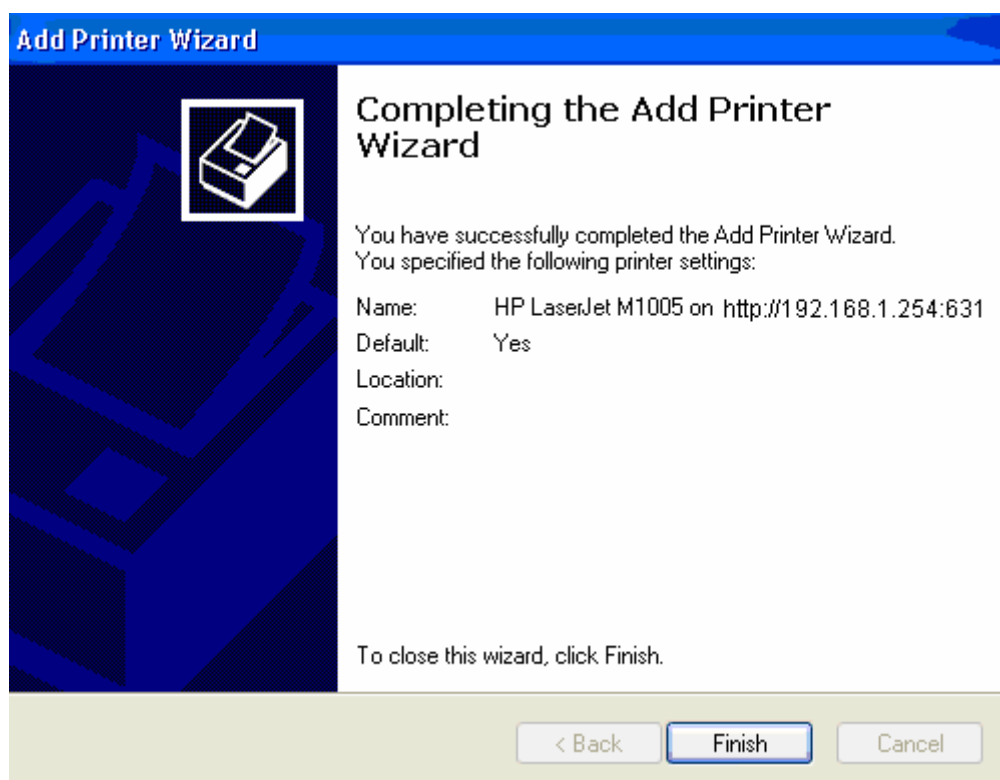 Add Printer Wizard
Completing the Add Printer
Wizard
You have successfully completed the Add Printer Wizard.
You specified the following printer settings:
Name: HP LaserJet M1005 on http://192.168.1.254:631
Default: Yes
Location:
Comment:
To close this wizard, click Finish.
< Back Finish Cancel